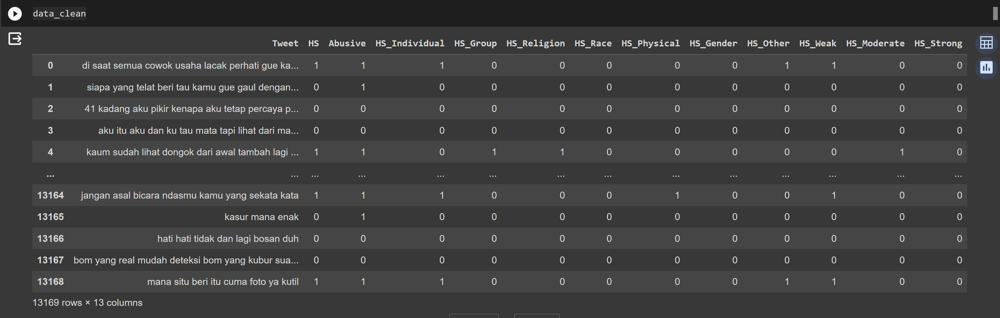 data_clean
Tweet HS Abusive HS_Individual HS_Group HS_Religion HS_Race HS_Physical HS_Gender HS_Other HS_Weak HS_Moderate HS_Strong
0 di saat semua cowok usaha lacak perhati gue ka... 1 1 1 0 0 0 0 0 1 1 0 0
1 siapa yang telat beri tau kamu gue gaul dengan... 0 1 0 0 0 0 0 0 0 0 0 0
2 41 kadang aku pikir kenapa aku tetap percaya p... 0 0 0 0 0 0 0 0 0 0 0 0
3 aku itu aku dan ku tau mata tapi lihat dari ma... 0 0 0 0 0 0 0 0 0 0 0 0
4 kaum sudah lihat dongok dari awal tambah lagi ... 1 1 0 1 1 0 0 0 0 0 1 0
... ... ... ... ... ... ... ... ... ... ... ... ... ...
13164 jangan asal bicara ndasmu kamu yang sekata kata 1 1 1 0 0 0 1 0 0 1 0 0
13165 kasur mana enak 0 1 0 0 0 0 0 0 0 0 0 0
13166 hati hati tidak dan lagi bosan duh 0 0 0 0 0 0 0 0 0 0 0 0
13167 bom yang real mudah deteksi bom yang kubur sua... 0 0 0 0 0 0 0 0 0 0 0 0
13168 mana situ beri itu cuma foto ya kutil 1 1 1 0 0 0 0 0 1 1 0 0
13169 rows × 13 columns